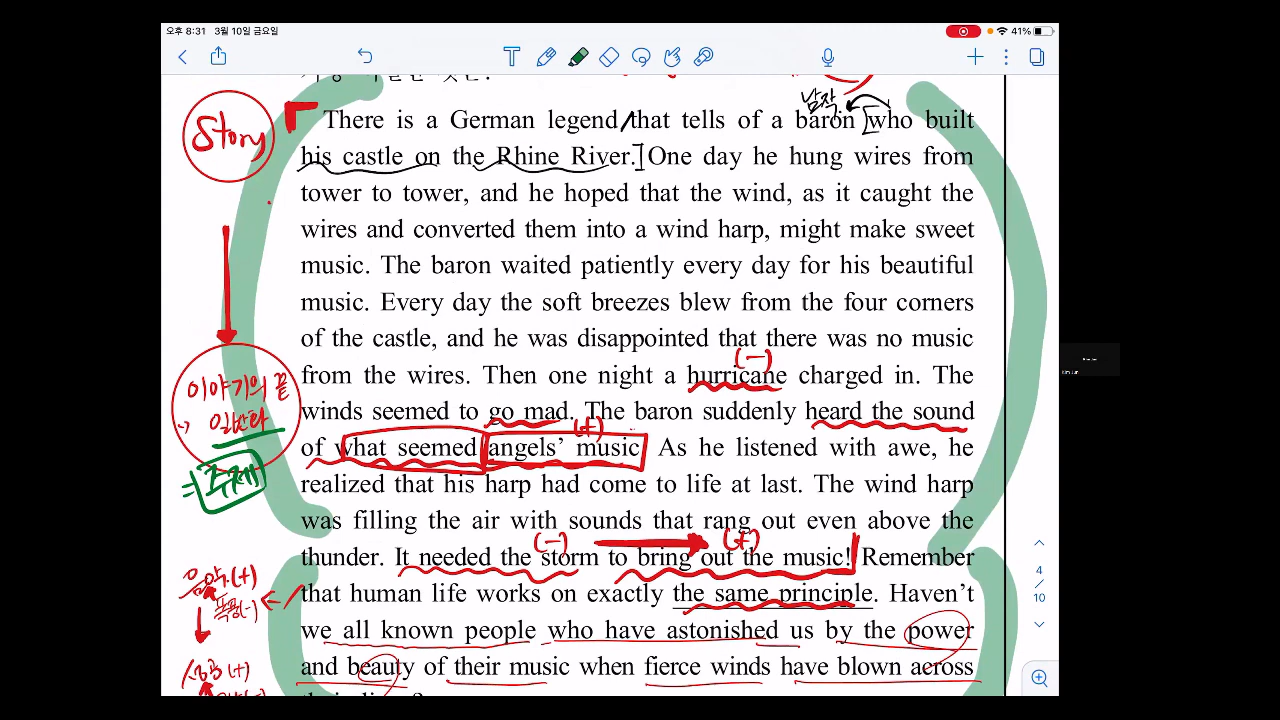 오후 8:31 3월 10일 금요일
41%
남작.
Story
There is a German legend that tells of a baron [who built
his castle on the Rhine River.] One day he hung wires from
tower to tower, and he hoped that the wind, as it caught the
wires and converted them into a wind harp, might make sweet
music. The baron waited patiently every day for his beautiful
music. Every day the soft breezes blew from the four corners
of the castle, and he was disappointed that there was no music
(-)
from the wires. Then one night a hurricane charged in. The
이야기의 끝
winds seemed to go mad. The baron suddenly heard the sound
-> 일반화
(+)
of what seemed angels’ music. As he listened with awe, he
= 주제
realized that his harp had come to life at last. The wind harp
was filling the air with sounds that rang out even above the
(-) (+)
thunder. It needed the storm to bring out the music! Remember
음악(+)
폭풍(-)
that human life works on exactly the same principle. Haven’t
we all known people who have astonished us by the power
and beauty of their music when fierce winds have blown across
(+)
4
/
10